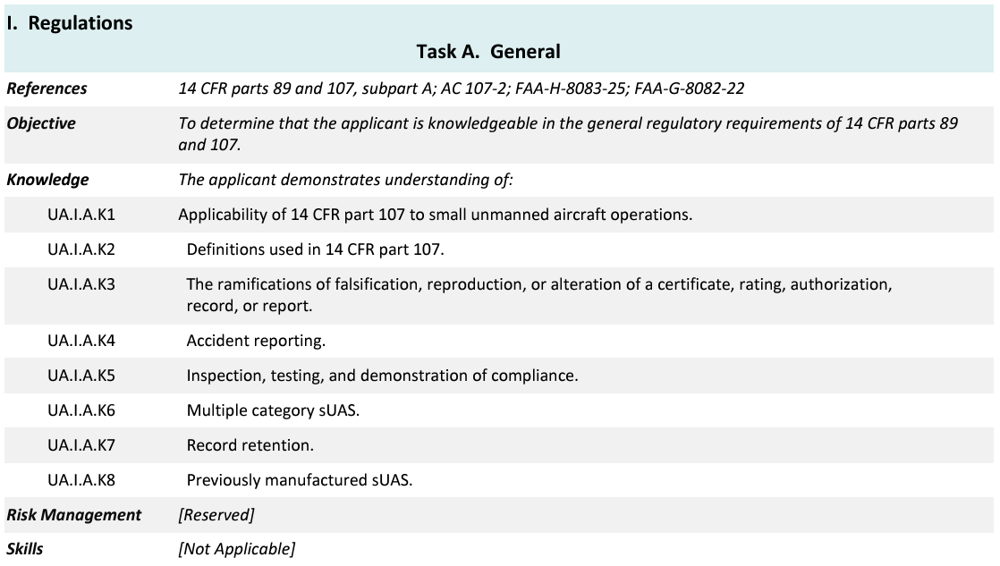 I. Regulations
Task A. General
References 14 CFR parts 89 and 107, subpart A; AC 107-2; FAA-H-8083-25; FAA-G-8082-22
Objective To determine that the applicant is knowledgeable in the general regulatory requirements of 14 CFR parts 89
and 107.
Knowledge The applicant demonstrates understanding of:
UA.I.A.K1 Applicability of 14 CFR part 107 to small unmanned aircraft operations.
UA.I.A.K2 Definitions used in 14 CFR part 107.
UA.I.A.K3 The ramifications of falsification, reproduction, or alteration of a certificate, rating, authorization,
record, or report.
UA.I.A.K4 Accident reporting.
UA.I.A.K5 Inspection, testing, and demonstration of compliance.
UA.I.A.K6 Multiple category sUAS.
UA.I.A.K7 Record retention.
UA.I.A.K8 Previously manufactured sUAS.
Risk Management [Reserved]
Skills [Not Applicable]